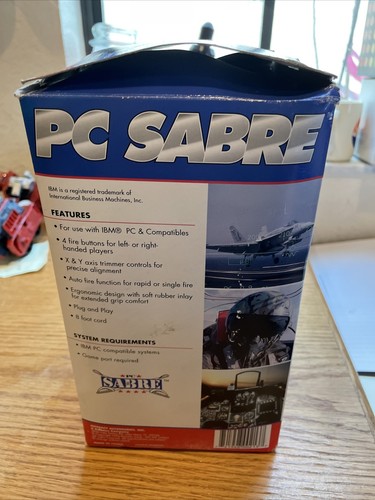 PC SABRE
IBM is a registered trademark of
International Business Machines, Inc.
FEATURES
• For use with IBM® PC & Compatibles
• 4 fire buttons for left- or right-
handed players
• X & Y axis trimmer controls for
precise alignment
• Auto fire function for rapid or single fire
• Ergonomic design with soft rubber inlay
for extended grip comfort
• Plug and Play
• 8 foot cord
SYSTEM REQUIREMENTS
• IBM PC compatible systems
• Game port required
PC
SABRE